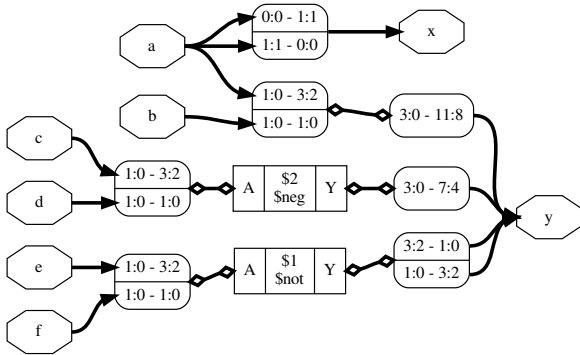 a
0:0 - 1:1
1:1 - 0:0
x
b
1:0 - 3:2
1:0 - 1:0
3:0 - 11:8
c
d
1:0 - 3:2
1:0 - 1:0
A
$2
$neg
Y
3:0 - 7:4
y
e
f
1:0 - 3:2
1:0 - 1:0
A
$1
$not
Y
3:2 - 1:0
1:0 - 3:2